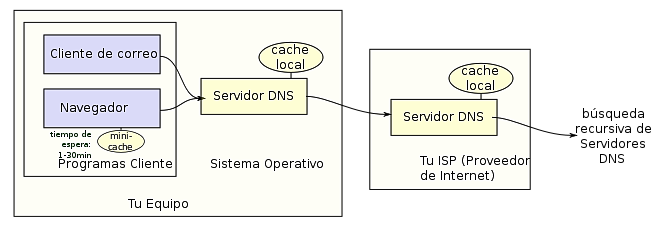 Cliente de correo
Navegador
tiempo de
espera:
1-30min
mini-
cache
Programas Cliente
cache
local
Servidor DNS
Sistema Operativo
Tu Equipo
cache
local
Servidor DNS
Tu ISP (Proveedor
de Internet)
búsqueda
recursiva de
Servidores
DNS